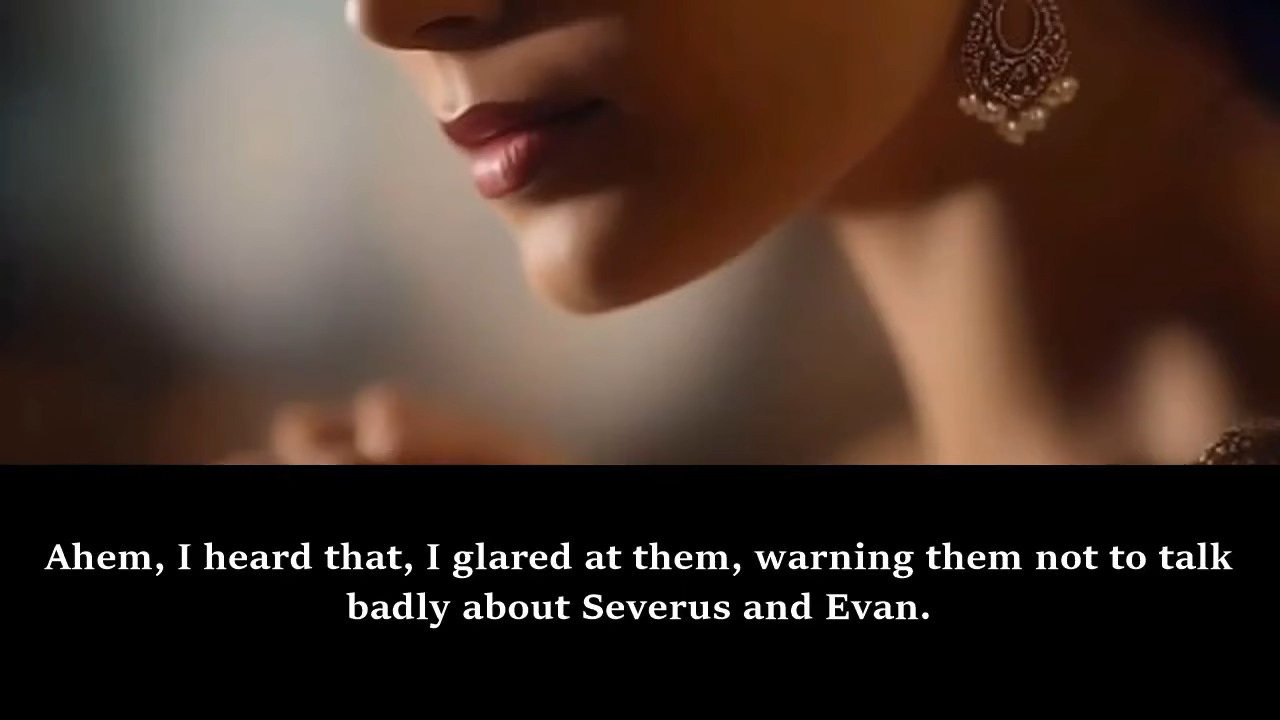 Ahem, I heard that, I glared at them, warning them not to talk
badly about Severus and Evan.